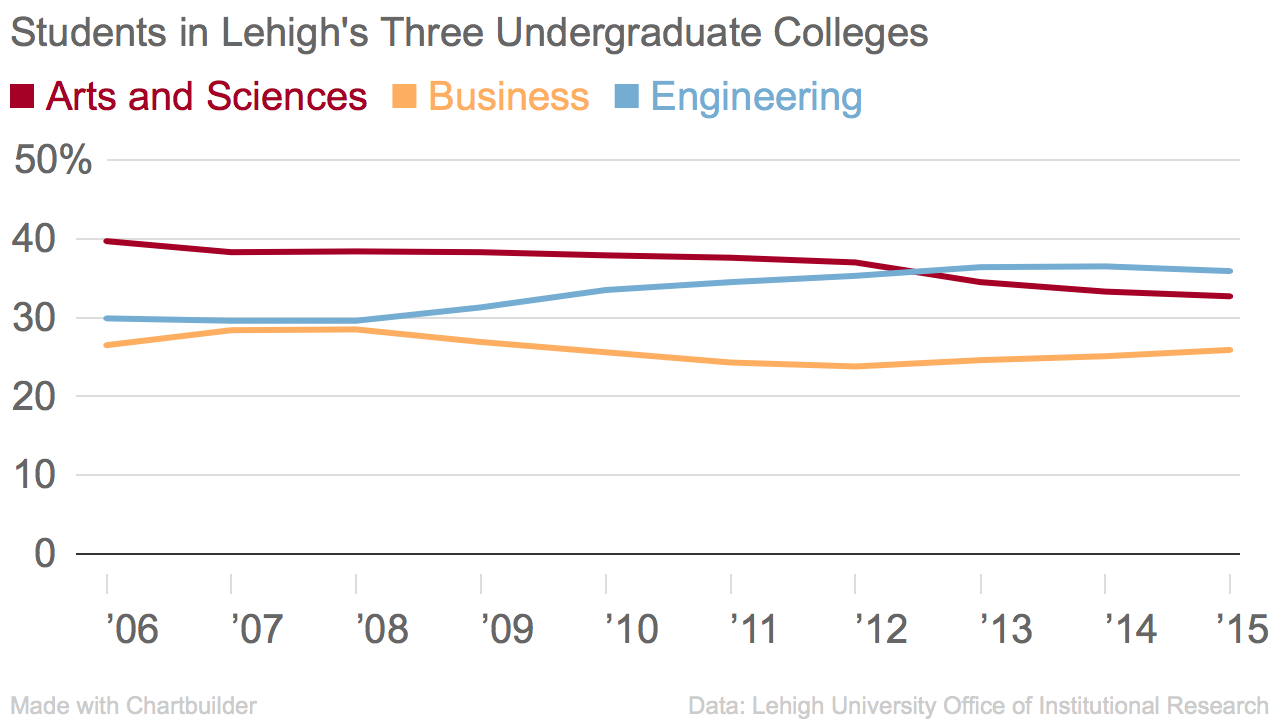 Students in Lehigh's Three Undergraduate Colleges
Arts and Sciences Business Engineering
50%
40
30
20
10
0
’06 ’07 ’08 ’09 ’10 ’11 ’12 ’13 ’14 ’15
Made with Chartbuilder Data: Lehigh University Office of Institutional Research